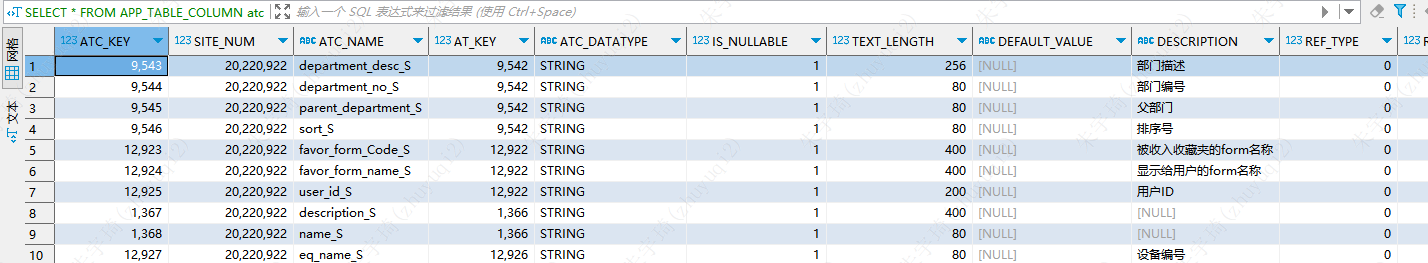 SELECT * FROM APP_TABLE_COLUMN atc 输入一个 SQL 表达式来过滤结果 (使用 Ctrl+Space)
网格
文本
123 ATC_KEY 123 SITE_NUM ABC ATC_NAME 123 AT_KEY ABC ATC_DATATYPE 123 IS_NULLABLE 123 TEXT_LENGTH ABC DEFAULT_VALUE ABC DESCRIPTION 123 REF_TYPE ABC R
1 9,543 20,220,922 department_desc_S 9,542 STRING 1 256 [NULL] 部门描述 0
2 9,544 20,220,922 department_no_S 9,542 STRING 1 80 [NULL] 部门编号 0
3 9,545 20,220,922 parent_department_S 9,542 STRING 1 80 [NULL] 父部门 0
4 9,546 20,220,922 sort_S 9,542 STRING 1 80 [NULL] 排序号 0
5 12,923 20,220,922 favor_form_Code_S 12,922 STRING 1 400 [NULL] 被收入收藏夹的form名称 0
6 12,924 20,220,922 favor_form_name_S 12,922 STRING 1 400 [NULL] 显示给用户的form名称 0
7 12,925 20,220,922 user_id_S 12,922 STRING 1 200 [NULL] 用户ID 0
8 1,367 20,220,922 description_S 1,366 STRING 1 400 [NULL] [NULL] 0
9 1,368 20,220,922 name_S 1,366 STRING 1 80 [NULL] [NULL] 0
10 12,927 20,220,922 eq_name_S 12,926 STRING 1 80 [NULL] 设备编号 0